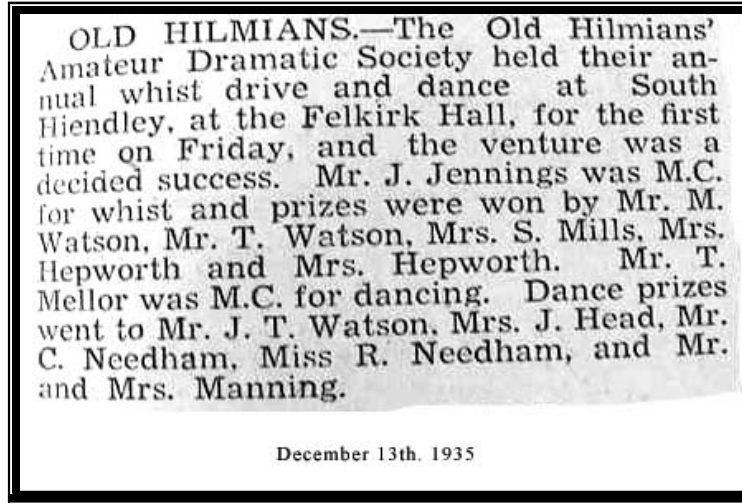 OLD HILMIANS.—The Old Hilmians'
Amateur Dramatic Society held their an-
nual whist drive and dance at South
Hiendley, at the Felkirk Hall, for the first
time on Friday, and the venture was a
decided success. Mr. J. Jennings was M.C.
for whist and prizes were won by Mr. M.
Watson, Mr. T. Watson, Mrs. S. Mills, Mrs.
Hepworth and Mrs. Hepworth. Mr. T.
Mellor was M.C. for dancing. Dance prizes
went to Mr. J. T. Watson, Mrs. J. Head, Mr.
C. Needham, Miss R. Needham, and Mr.
and Mrs. Manning.
December 13th. 1935